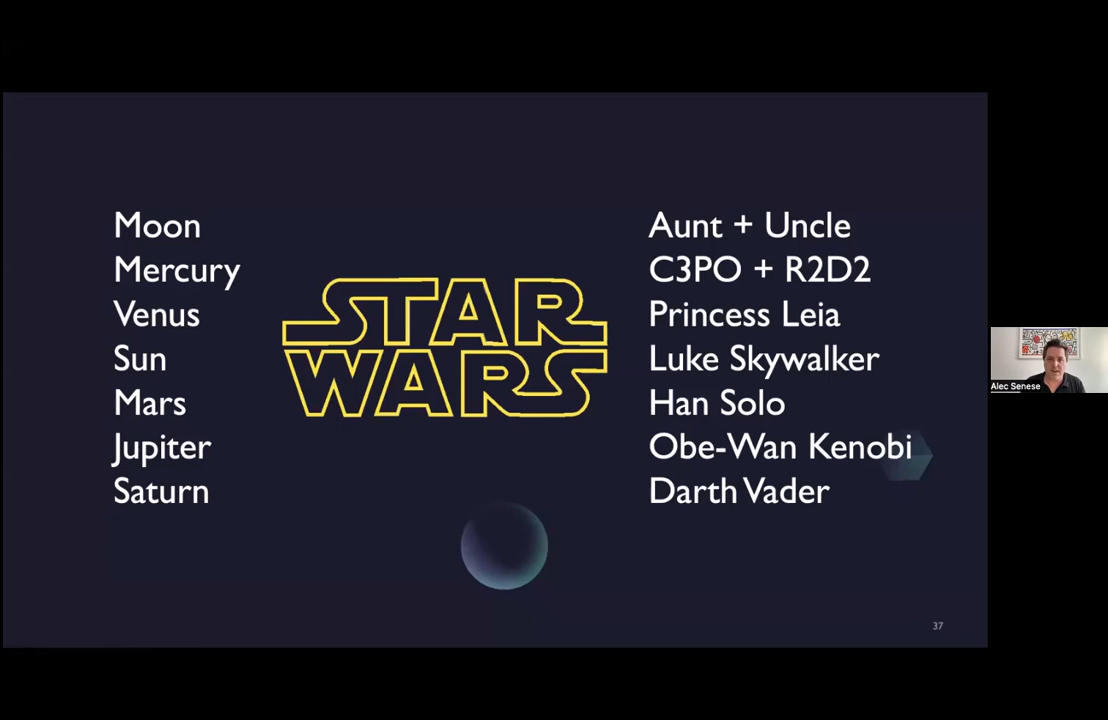 Moon
Mercury
Venus
Sun
Mars
Jupiter
Saturn
STAR
WARS
Aunt + Uncle
C3PO + R2D2
Princess Leia
Luke Skywalker
Han Solo
Obe-Wan Kenobi
Darth Vader
Alec Senese
37